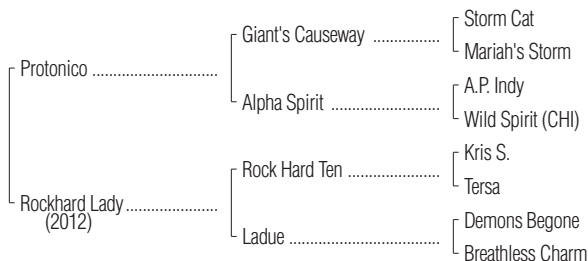 Storm Cat
Giant's Causeway ..................
Mariah's Storm
Protonico ..................................
A.P. Indy
Alpha Spirit .............................
Wild Spirit (CHI)
Kris S.
Rock Hard Ten .........................
Tersa
Rockhard Lady .........................
(2012)
Demons Begone
Ladue ........................................
Breathless Charm